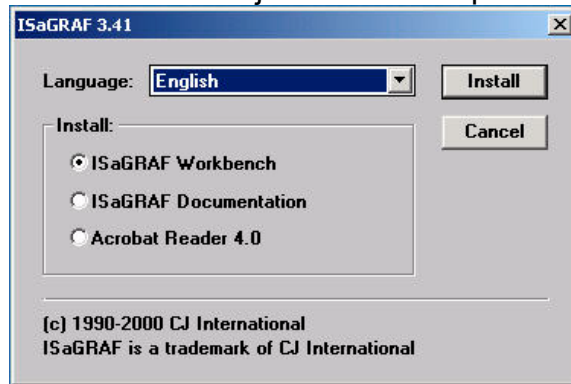 ISaGRAF 3.41
Language: English
Install
Install:
Cancel
ISaGRAF Workbench
ISaGRAF Documentation
Acrobat Reader 4.0
(c) 1990-2000 CJ International
ISaGRAF is a trademark of CJ International